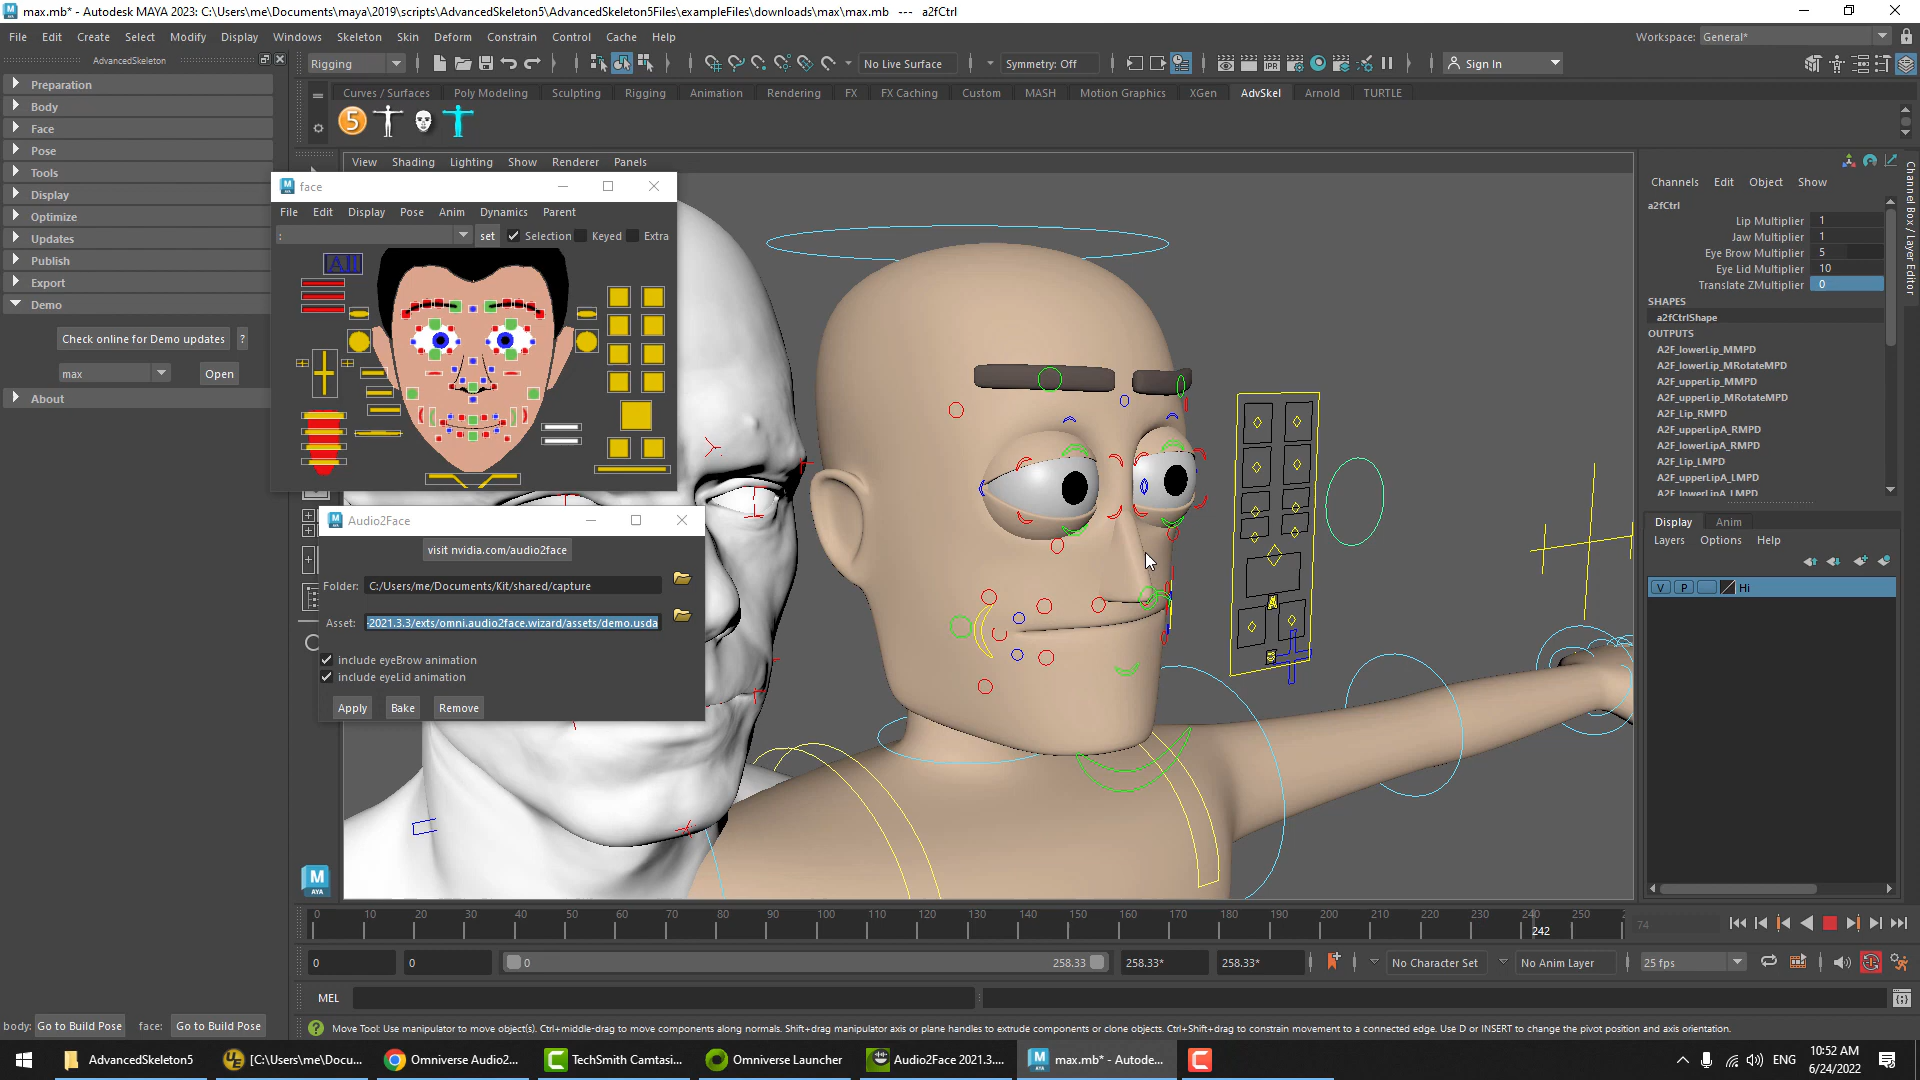 max.mb* - Autodesk MAYA 2023: C:\Users\me\Documents\maya\2019\scripts\AdvancedSkeleton5\AdvancedSkeleton5Files\exampleFiles\downloads\max\max.mb --- a2fCtrl
File Edit Create Select Modify Display Windows Skeleton Skin Deform Constrain Control Cache Help
Workspace: General*
AdvancedSkeleton
Rigging
No Live Surface
Symmetry: Off
Sign In
Curves / Surfaces Poly Modeling Sculpting Rigging Animation Rendering FX FX Caching Custom MASH Motion Graphics XGen AdvSkel Arnold TURTLE
5
Preparation
Body
Face
Pose
Tools
Display
Optimize
Updates
Publish
Export
Demo
Check online for Demo updates ?
max Open
About
View Shading Lighting Show Renderer Panels
face
File Edit Display Pose Anim Dynamics Parent
: set Selection Keyed Extra
All
Audio2Face
visit nvidia.com/audio2face
Folder: C:/Users/me/Documents/Kit/shared/capture
Asset: -2021.3.3/exts/omni.audio2face.wizard/assets/demo.usda
include eyeBrow animation
include eyeLid animation
Apply Bake Remove
Channels Edit Object Show
a2fCtrl
Lip Multiplier 1
Jaw Multiplier 1
Eye Brow Multiplier 5
Eye Lid Multiplier 10
Translate ZMultiplier 0
SHAPES
a2fCtrlShape
OUTPUTS
A2F_lowerLip_MMPD
A2F_lowerLip_MRotateMPD
A2F_upperLip_MMPD
A2F_upperLip_MRotateMPD
A2F_Lip_RMPD
A2F_upperLipA_RMPD
A2F_lowerLipA_RMPD
A2F_Lip_LMPD
A2F_upperLipA_LMPD
A2F_lowerLipA_LMPD
Channel Box / Layer Editor
Display Anim
Layers Options Help
V P Hi
0 10 20 30 40 50 60 70 80 90 100 110 120 130 140 150 160 170 180 190 200 210 220 230 240 250
242
74
0 0 0 258.33 258.33* 258.33*
No Character Set
No Anim Layer
25 fps
MEL
body: Go to Build Pose face: Go to Build Pose
Move Tool: Use manipulator to move object(s). Ctrl+middle-drag to move components along normals. Shift+drag manipulator axis or plane handles to extrude components or clone objects. Ctrl+Shift+drag to constrain movement to a connected edge. Use D or INSERT to change the pivot position and axis orientation.
AdvancedSkeleton5
[C:\Users\me\Docu...
Omniverse Audio2...
TechSmith Camtasi...
Omniverse Launcher
Audio2Face 2021.3....
max.mb* - Autode...
ENG
10:52 AM
6/24/2022